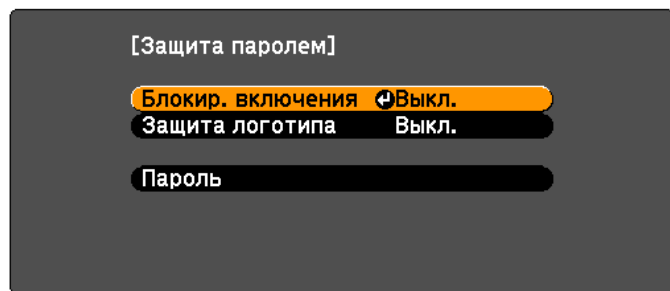 [Защита паролем]
Блокир. включения Выкл.
Защита логотипа Выкл.
Пароль